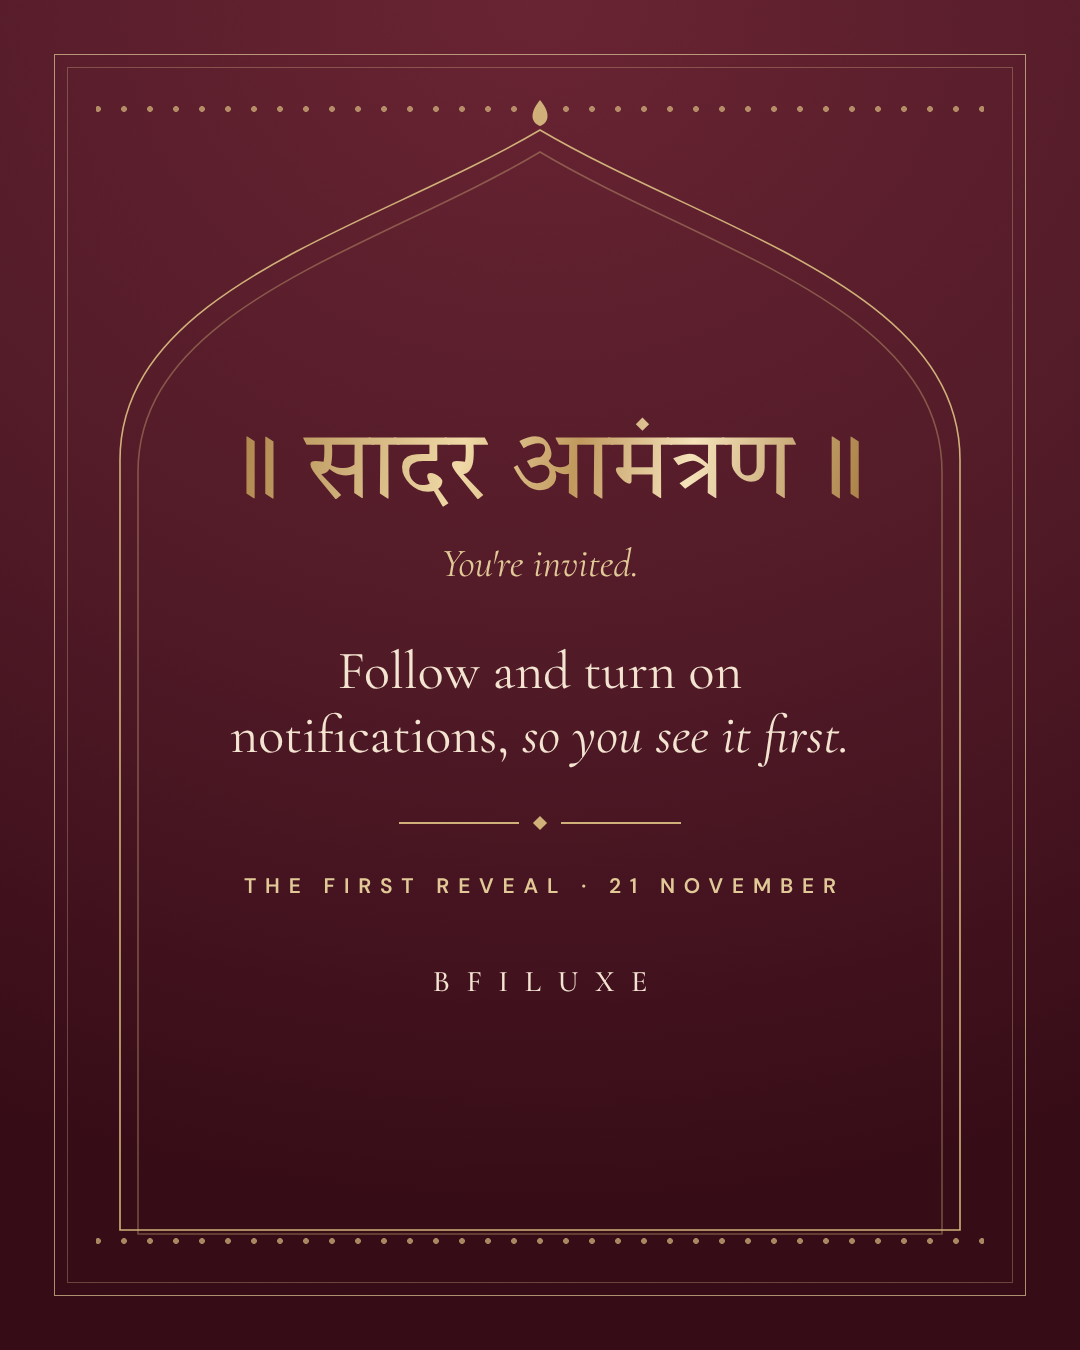 ॥ सादर आमंत्रण ॥
You're invited.
Follow and turn on
notifications, so you see it first.
THE FIRST REVEAL · 21 NOVEMBER
BFILUXE